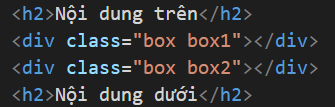 <h2>Nội dung trên</h2>
<div class="box box1"></div>
<div class="box box2"></div>
<h2>Nội dung dưới</h2>